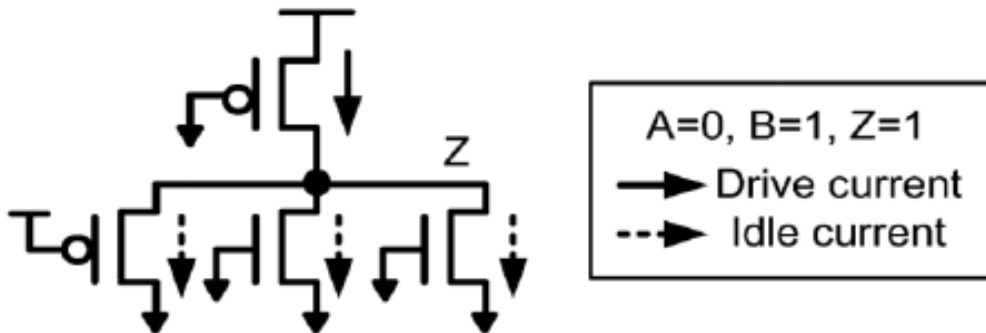 Z
A=0, B=1, Z=1
Drive current
Idle current